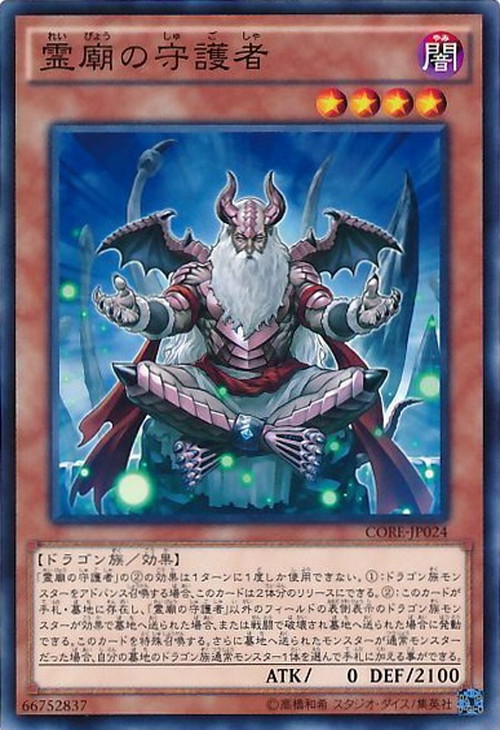 霊廟の守護者
闇
CORE-JP024
【ドラゴン族／効果】
「霊廟の守護者」の②の効果は1ターンに1度しか使用できない。①：ドラゴン族モン
スターをアドバンス召喚する場合、このカードは2体分のリリースにできる。②：このカードが
手札・墓地に存在し、「霊廟の守護者」以外のフィールドの表側表示のドラゴン族モン
スターが効果で墓地へ送られた場合、または戦闘で破壊され墓地へ送られた場合に発動
できる。このカードを特殊召喚する。さらに墓地へ送られたモンスターが通常モンスター
だった場合、自分の墓地のドラゴン族通常モンスター1体を選んで手札に加える事ができる。
ATK/ 0 DEF/2100
66752837 ©高橋和希 スタジオ・ダイス/集英社